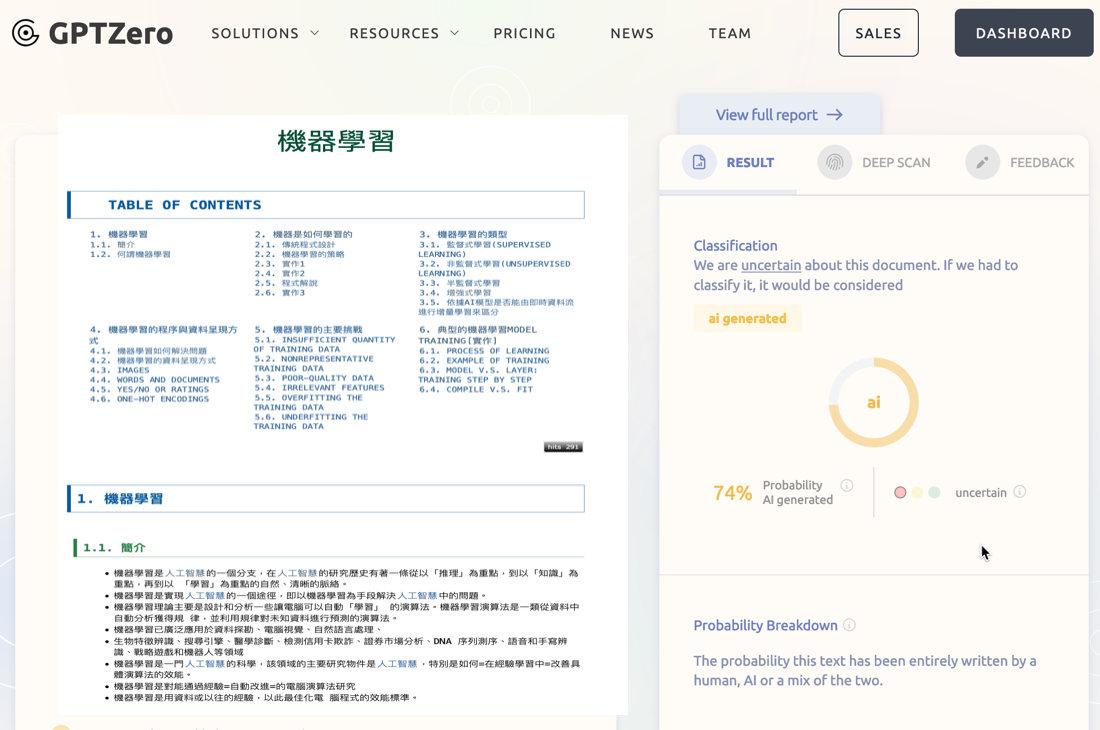 GPTZero
SOLUTIONS
RESOURCES
PRICING
NEWS
TEAM
SALES
DASHBOARD
機器學習
TABLE OF CONTENTS
1. 機器學習
1.1. 簡介
1.2. 何謂機器學習
2. 機器是如何學習的
2.1. 傳統程式設計
2.2. 機器學習的策略
2.3. 實作1
2.4. 實作2
2.5. 程式解說
2.6. 實作3
3. 機器學習的類型
3.1. 監督式學習(SUPERVISED
LEARNING)
3.2. 非監督式學習(UNSUPERVISED
LEARNING)
3.3. 半監督式學習
3.4. 增強式學習
3.5. 依據AI模型是否能由即時資料流
進行增量學習來區分
4. 機器學習的程序與資料呈現方
式
4.1. 機器學習如何解決問題
4.2. 機器學習的資料呈現方式
4.3. IMAGES
4.4. WORDS AND DOCUMENTS
4.5. YES/NO OR RATINGS
4.6. ONE-HOT ENCODINGS
5. 機器學習的主要挑戰
5.1. INSUFFICIENT QUANTITY
OF TRAINING DATA
5.2. NONREPRESENTATIVE
TRAINING DATA
5.3. POOR-QUALITY DATA
5.4. IRRELEVANT FEATURES
5.5. OVERFITTING THE
TRAINING DATA
5.6. UNDERFITTING THE
TRAINING DATA
6. 典型的機器學習MODEL
TRAINING[實作]
6.1. PROCESS OF LEARNING
6.2. EXAMPLE OF TRAINING
6.3. MODEL V.S. LAYER:
TRAINING STEP BY STEP
6.4. COMPILE V.S. FIT
hits 291
1. 機器學習
1.1. 簡介
• 機器學習是人工智慧的一個分支，在人工智慧的研究歷史有著一條從以「推理」為重點，到以「知識」為
重點，再到以 「學習」為重點的自然、清晰的脈絡。
• 機器學習是實現人工智慧的一個途徑，即以機器學習為手段解決人工智慧中的問題。
• 機器學習理論主要是設計和分析一些讓電腦可以自動「學習」 的演算法。機器學習演算法是一類從資料中
自動分析獲得規 律，並利用規律對未知資料進行預測的演算法。
• 機器學習已廣泛應用於資料探勘、電腦視覺、自然語言處理、
• 生物特徵辨識、搜尋引擎、醫學診斷、檢測信用卡欺詐、證券市場分析、DNA 序列測序、語音和手寫辨
識、戰略遊戲和機器人等領域
• 機器學習是一門人工智慧的科學，該領域的主要研究物件是人工智慧，特別是如何=在經驗學習中=改善具
體演算法的效能。
• 機器學習是對能通過經驗=自動改進=的電腦演算法研究
• 機器學習是用資料或以往的經驗，以此最佳化電 腦程式的效能標準。
View full report →
RESULT
DEEP SCAN
FEEDBACK
Classification
We are uncertain about this document. If we had to
classify it, it would be considered
ai generated
ai
74%
Probability
AI generated
uncertain
Probability Breakdown
The probability this text has been entirely written by a
human, AI or a mix of the two.